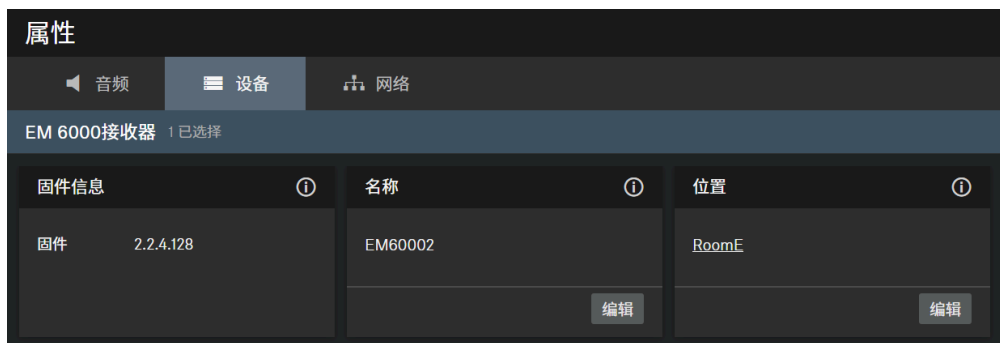 属性
音频 设备 网络
EM 6000接收器 1已选择
固件信息 名称 位置
固件 2.2.4.128 EM60002 RoomE
编辑 编辑